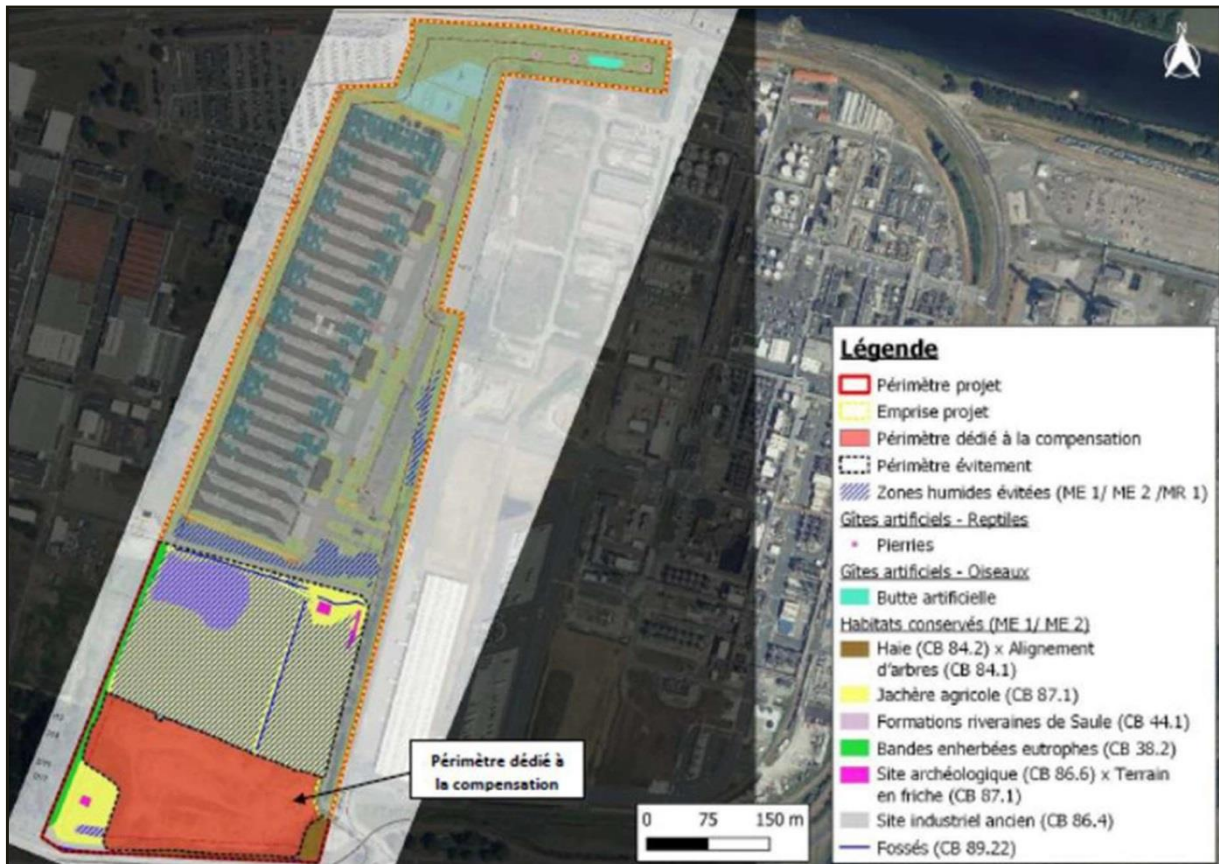 N
Légende
Périmètre projet
Emprise projet
Périmètre dédié à la compensation
Périmètre évitement
Zones humides évitées (ME 1/ ME 2 /MR 1)
Gîtes artificiels - Reptiles
Pierries
Gîtes artificiels - Oiseaux
Butte artificielle
Habitats conservés (ME 1/ ME 2)
Haie (CB 84.2) x Alignement
d'arbres (CB 84.1)
Jachère agricole (CB 87.1)
Formations riveraines de Saule (CB 44.1)
Bandes enherbées eutrophes (CB 38.2)
Site archéologique (CB 86.6) x Terrain
en friche (CB 87.1)
Site industriel ancien (CB 86.4)
Fossés (CB 89.22)
Périmètre dédié à
la compensation
0 75 150 m